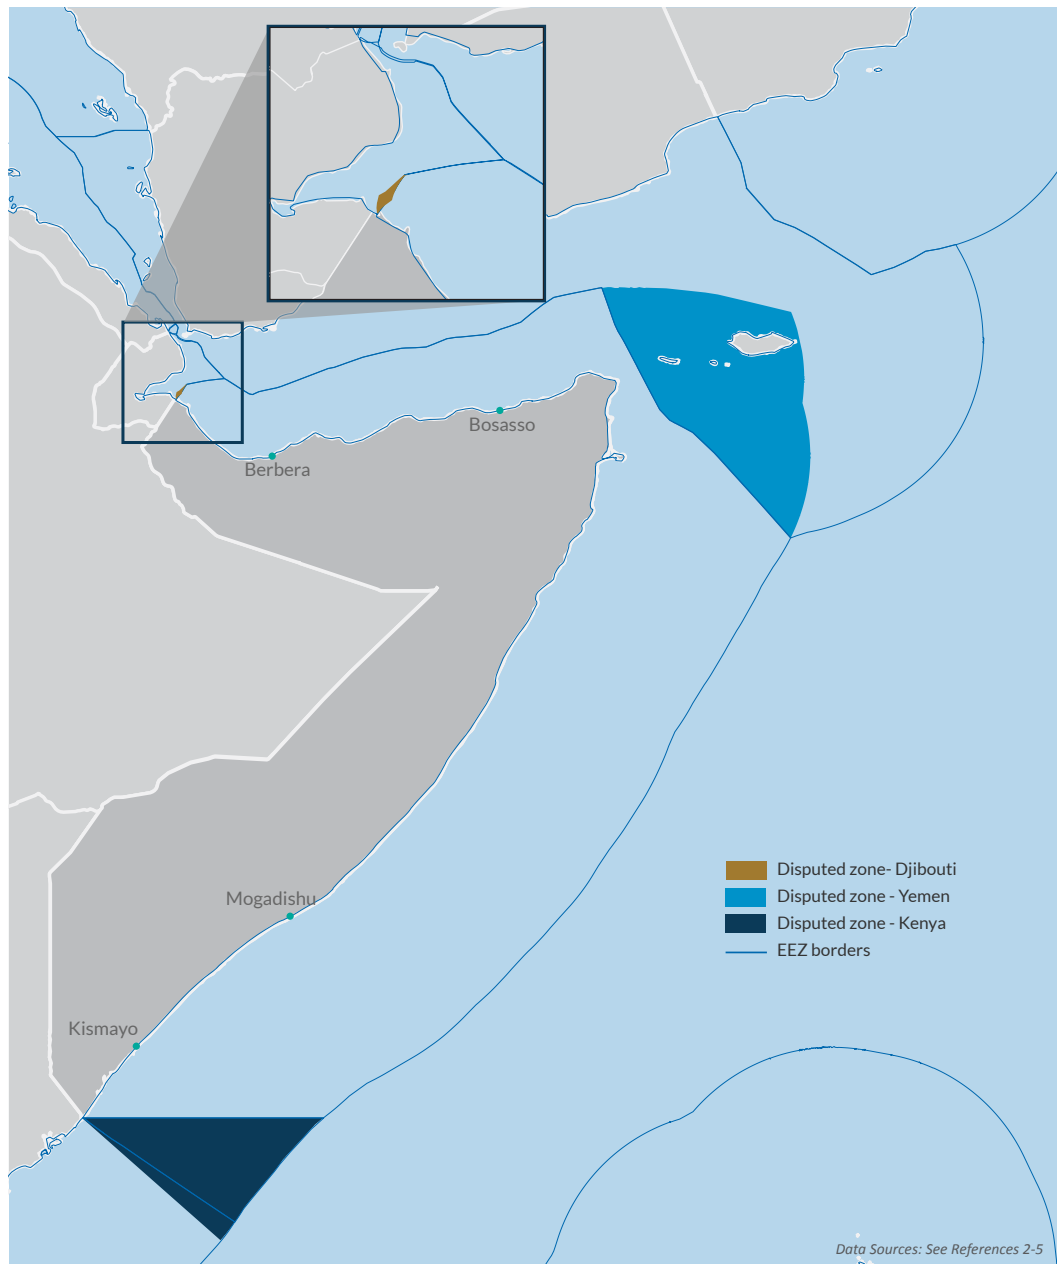 Bosasso
Berbera
Mogadishu
Kismayo
Disputed zone- Djibouti
Disputed zone - Yemen
Disputed zone - Kenya
EEZ borders
Data Sources: See References 2-5